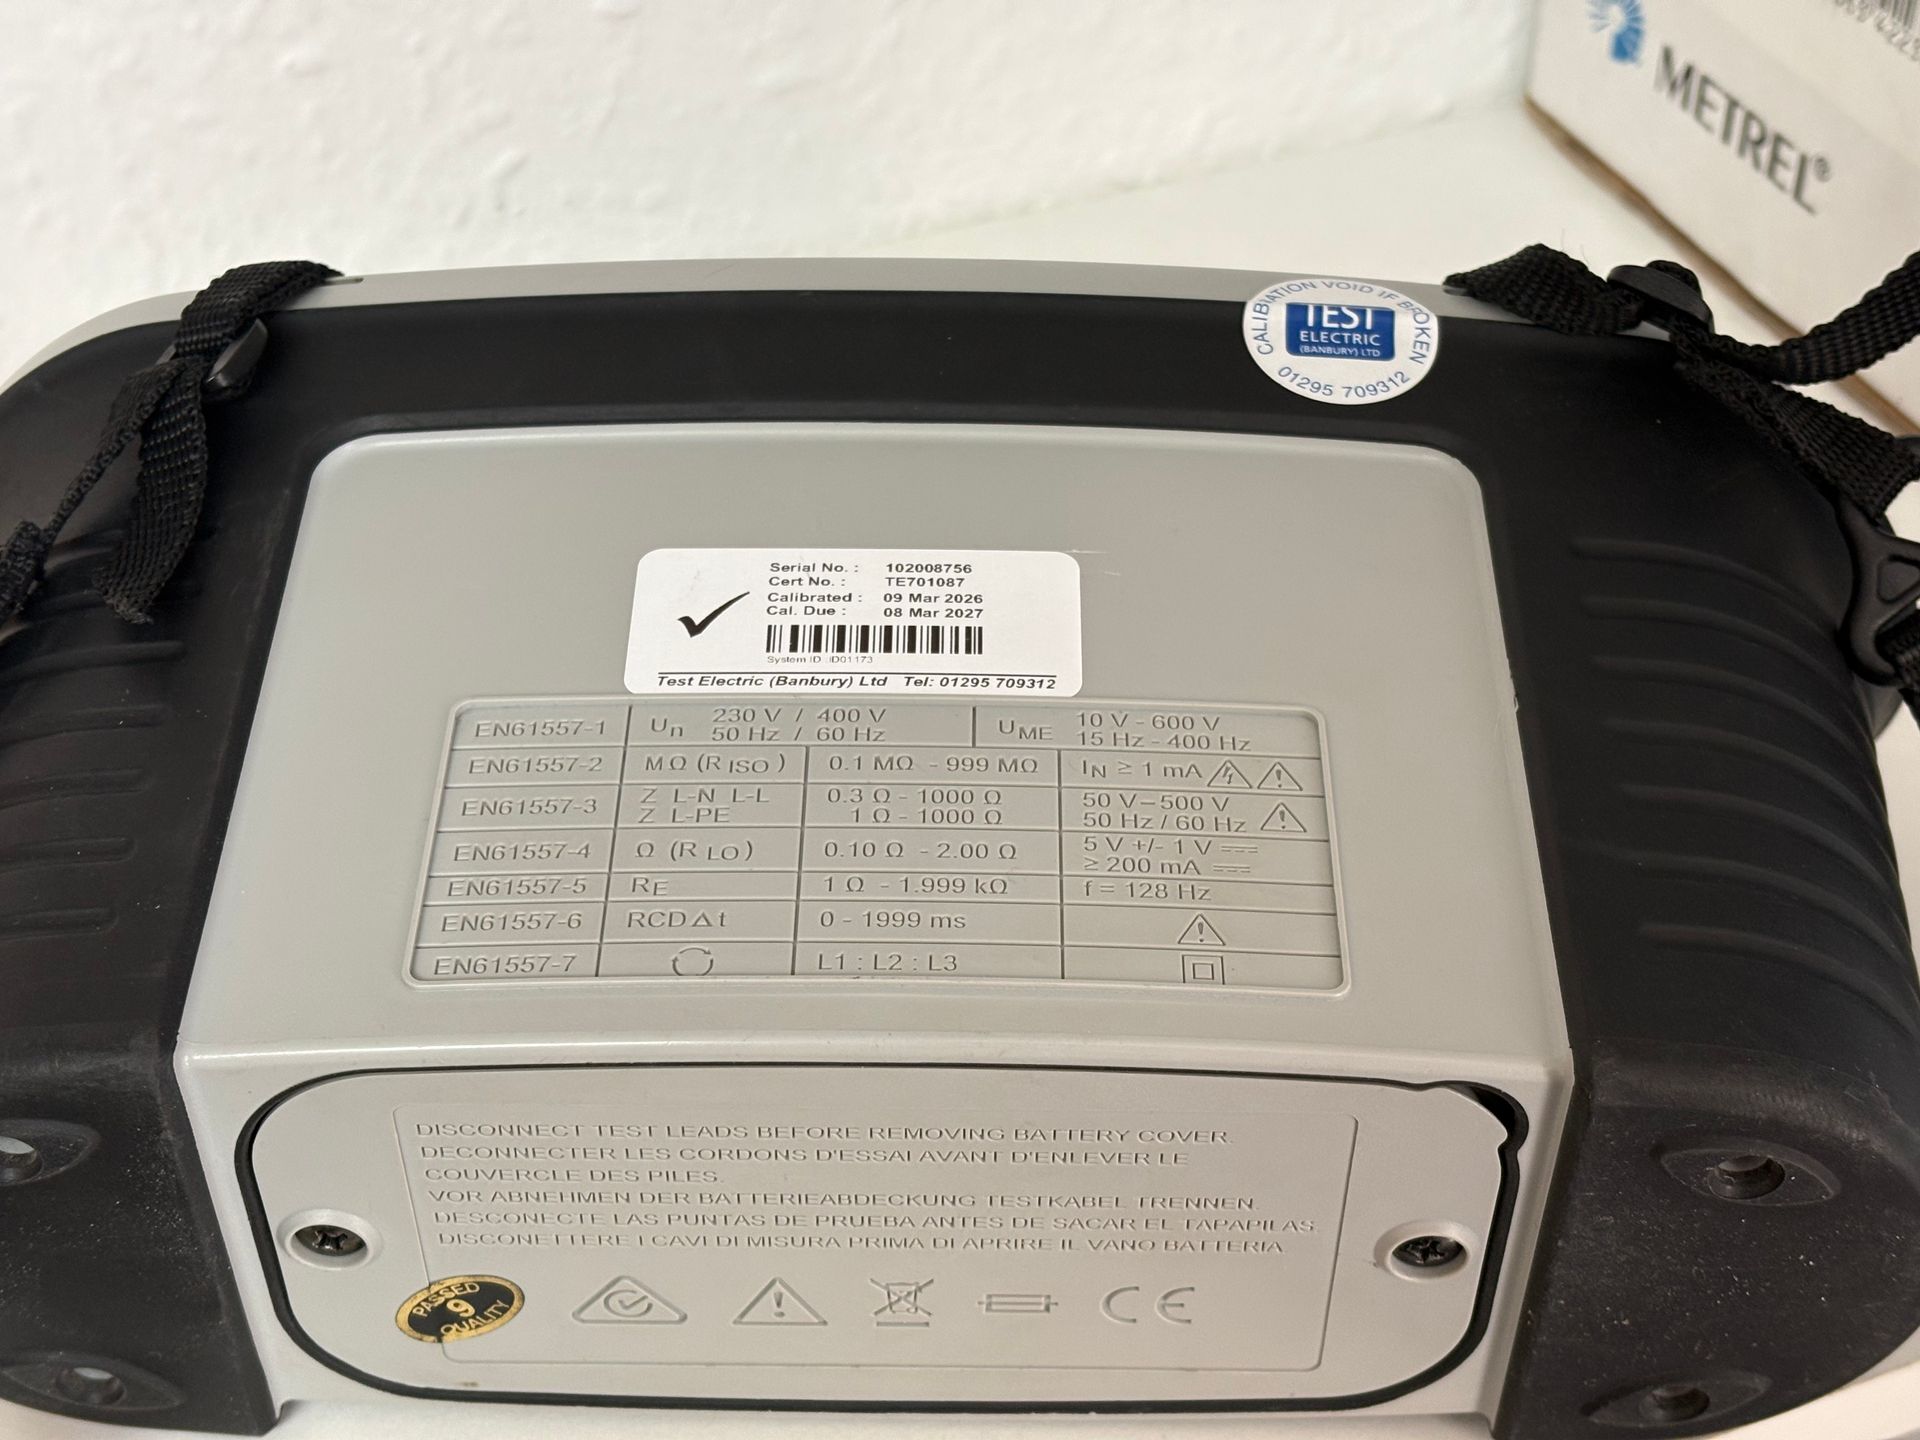 METREL®
CALIBRATION VOID IF BROKEN
TEST
ELECTRIC
(BANBURY) LTD
01295 709312
Serial No. : 102008756
Cert No. : TE701087
Calibrated : 09 Mar 2026
Cal. Due : 08 Mar 2027
System ID :ID01173
Test Electric (Banbury) Ltd Tel: 01295 709312
EN61557-1 Un 230 V / 400 V 50 Hz / 60 Hz UME 10 V - 600 V 15 Hz - 400 Hz
EN61557-2 MΩ (R ISO) 0.1 MΩ - 999 MΩ IN ≥ 1 mA
EN61557-3 Z L-N L-L 0.3 Ω - 1000 Ω 50 V – 500 V
Z L-PE 1 Ω - 1000 Ω 50 Hz / 60 Hz
EN61557-4 Ω (R LO) 0.10 Ω - 2.00 Ω 5 V +/- 1 V
≥ 200 mA
EN61557-5 RE 1 Ω - 1.999 kΩ f = 128 Hz
EN61557-6 RCD Δ t 0 - 1999 ms
EN61557-7 L1 : L2 : L3
DISCONNECT TEST LEADS BEFORE REMOVING BATTERY COVER.
DECONNECTER LES CORDONS D'ESSAI AVANT D'ENLEVER LE
COUVERCLE DES PILES.
VOR ABNEHMEN DER BATTERIEABDECKUNG TESTKABEL TRENNEN.
DESCONECTE LAS PUNTAS DE PRUEBA ANTES DE SACAR EL TAPAPILAS.
DISCONETTERE I CAVI DI MISURA PRIMA DI APRIRE IL VANO BATTERIA
PASSED
9
QUALITY
CE